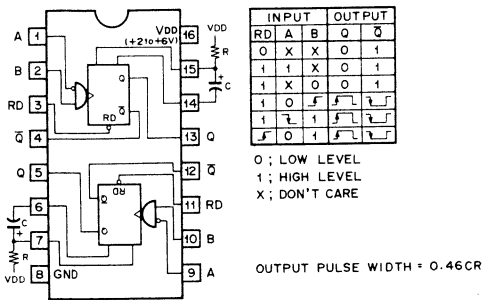 A 1
B 2
RD 3
Q̅ 4
Q 5
6
7
8 GND
C
+
R
VDD
VDD
(+2 to +6V)
16
15
14
13 Q
12 Q̅
11 RD
10 B
9 A
VDD
R
+
C
Q
Q̅
RD
RD
Q̅
Q
INPUT OUTPUT
RD A B Q Q̅
0 X X 0 1
1 1 X 0 1
1 X 0 0 1
1 0
1 1
0 1
0 ; LOW LEVEL
1 ; HIGH LEVEL
X ; DON'T CARE
OUTPUT PULSE WIDTH = 0.46CR